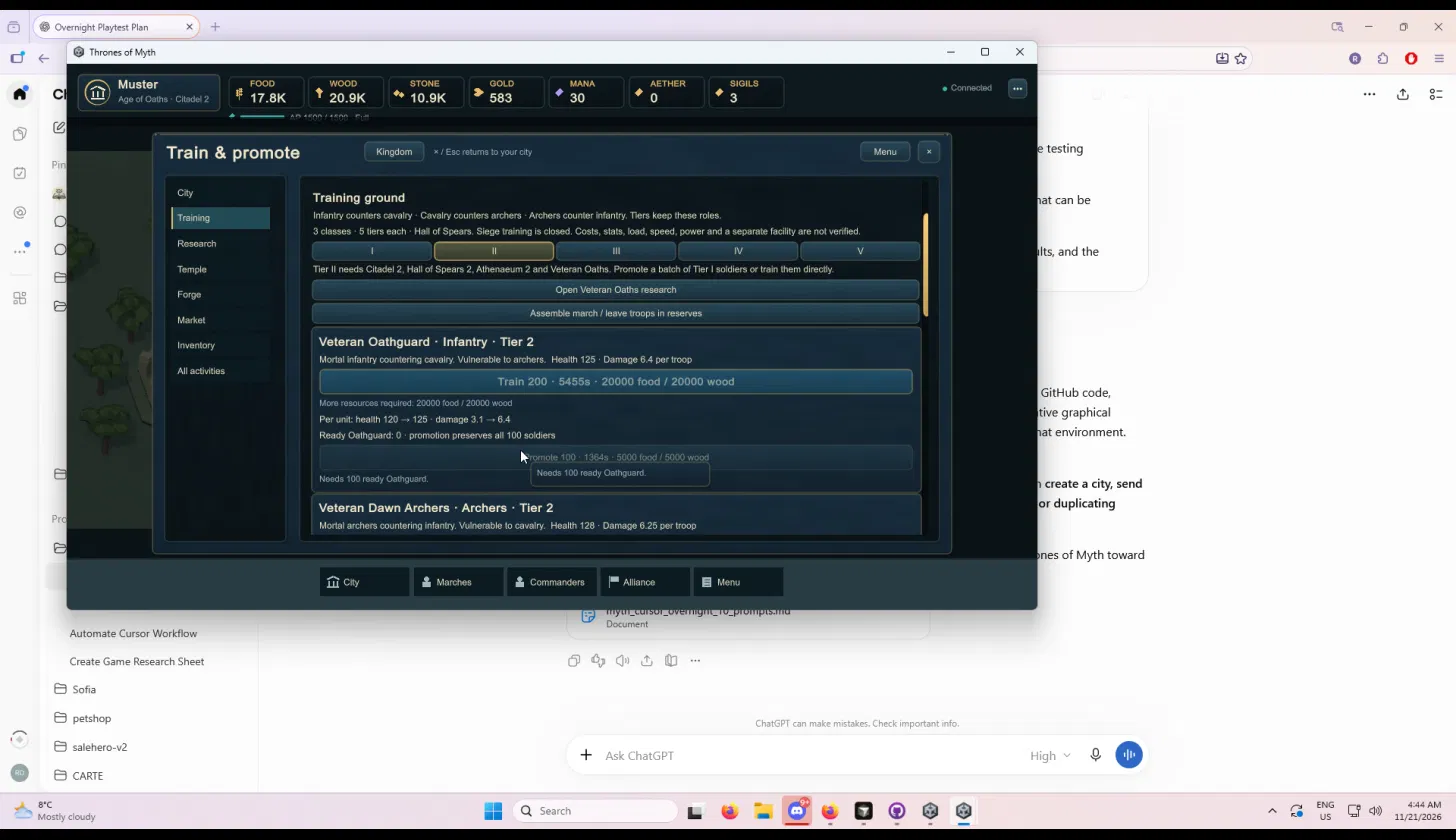 Overnight Playtest Plan
Thrones of Myth
Muster
Age of Oaths · Citadel 2
FOOD
17.8K
WOOD
20.9K
STONE
10.9K
GOLD
583
MANA
30
AETHER
0
SIGILS
3
Connected
AP 1500 / 1500 · Full
Train & promote
Kingdom
× / Esc returns to your city
Menu
City
Training
Research
Temple
Forge
Market
Inventory
All activities
Training ground
Infantry counters cavalry · Cavalry counters archers · Archers counter infantry. Tiers keep these roles.
3 classes · 5 tiers each · Hall of Spears. Siege training is closed. Costs, stats, load, speed, power and a separate facility are not verified.
I
II
III
IV
V
Tier II needs Citadel 2, Hall of Spears 2, Athenaeum 2 and Veteran Oaths. Promote a batch of Tier I soldiers or train them directly.
Open Veteran Oaths research
Assemble march / leave troops in reserves
Veteran Oathguard · Infantry · Tier 2
Mortal infantry countering cavalry. Vulnerable to archers. Health 125 · Damage 6.4 per troop
Train 200 · 5455s · 20000 food / 20000 wood
More resources required: 20000 food / 20000 wood
Per unit: health 120 → 125 · damage 3.1 → 6.4
Ready Oathguard: 0 · promotion preserves all 100 soldiers
Promote 100 · 1364s · 5000 food / 5000 wood
Needs 100 ready Oathguard.
Needs 100 ready Oathguard.
Veteran Dawn Archers · Archers · Tier 2
Mortal archers countering infantry. Vulnerable to cavalry. Health 128 · Damage 6.25 per troop
City
Marches
Commanders
Alliance
Menu
Ch
Pin
Pro
Automate Cursor Workflow
Create Game Research Sheet
Sofia
petshop
salehero-v2
CARTE
RD
R
e testing
hat can be
ults, and the
GitHub code,
tive graphical
hat environment.
n create a city, send
or duplicating
ones of Myth toward
myth_cursor_overnight_10_prompts.md
Document
ChatGPT can make mistakes. Check important info.
Ask ChatGPT
High
8°C
Mostly cloudy
Search
9+
ENG
US
4:44 AM
11/21/2026